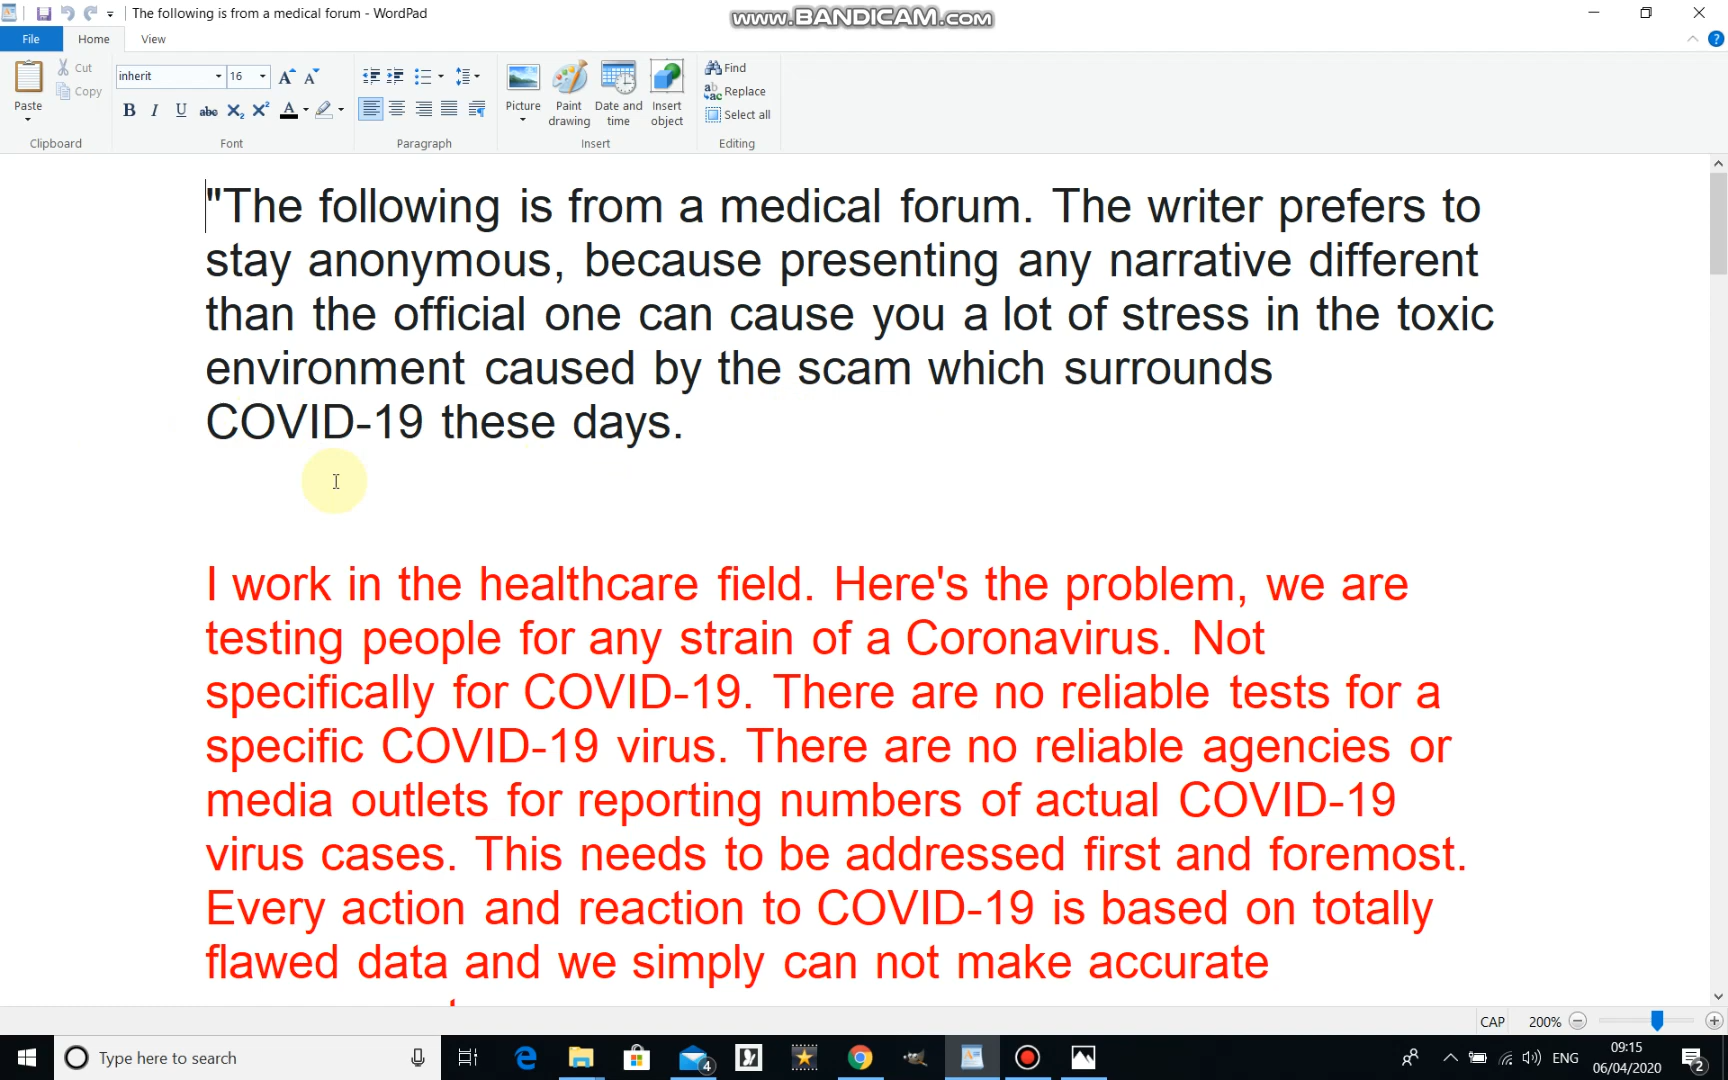 The following is from a medical forum - WordPad
www.BANDICAM.com
File Home View
Paste
Cut
Copy
Clipboard
inherit 16
Font
Paragraph
Picture
Paint drawing
Date and time
Insert object
Insert
Find
Replace
Select all
Editing
"The following is from a medical forum. The writer prefers to
stay anonymous, because presenting any narrative different
than the official one can cause you a lot of stress in the toxic
environment caused by the scam which surrounds
COVID-19 these days.
I work in the healthcare field. Here's the problem, we are
testing people for any strain of a Coronavirus. Not
specifically for COVID-19. There are no reliable tests for a
specific COVID-19 virus. There are no reliable agencies or
media outlets for reporting numbers of actual COVID-19
virus cases. This needs to be addressed first and foremost.
Every action and reaction to COVID-19 is based on totally
flawed data and we simply can not make accurate
CAP 200%
Type here to search
4
ENG
09:15
06/04/2020
2